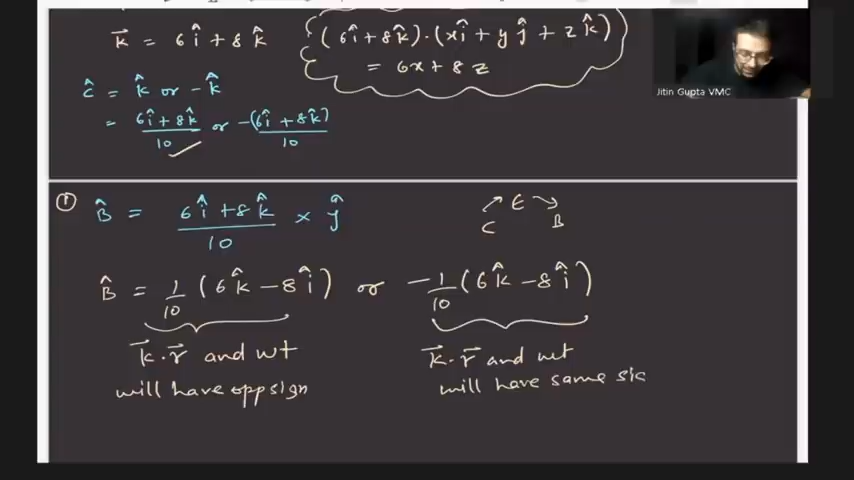 k⃗ = 6î + 8k̂
(6î + 8k̂) · (xî + yĵ + zk̂)
= 6x + 8z
ĉ = k̂ or -k̂
= (6î + 8k̂)/10 or -(6î + 8k̂)/10
Jitin Gupta VMC
① B̂ = (6î + 8k̂)/10 × ĵ
C E B
B̂ = 1/10 (6k̂ - 8î) or -1/10 (6k̂ - 8î)
k⃗ · r⃗ and wt
will have opp sign
k⃗ · r⃗ and wt
will have same sig